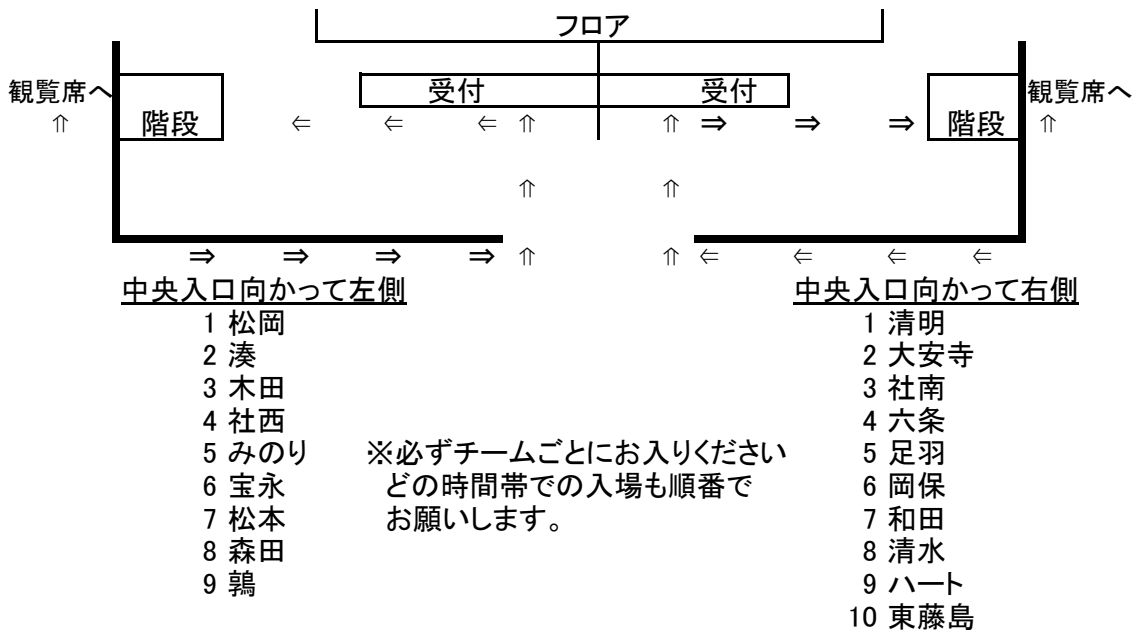 フロア
受付 受付
観覧席へ 観覧席へ
⇑ 階段 ⇐ ⇐ ⇐ ⇑ ⇑ ⇒ ⇒ ⇒ 階段 ⇑
⇑ ⇑
⇒ ⇒ ⇒ ⇒ ⇑ ⇑ ⇐ ⇐ ⇐ ⇐
中央入口向かって左側 中央入口向かって右側
1 松岡 1 清明
2 湊 2 大安寺
3 木田 3 社南
4 社西 4 六条
5 みのり ※必ずチームごとにお入りください 5 足羽
6 宝永 どの時間帯での入場も順番で 6 岡保
7 松本 お願いします。 7 和田
8 森田 8 清水
9 鶉 9 ハート
10 東藤島